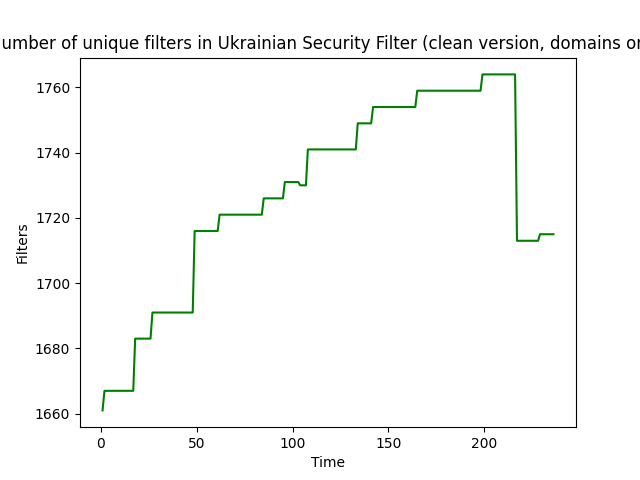 umber of unique filters in Ukrainian Security Filter (clean version, domains or
1760
1740
1720
1700
1680
1660
Filters
0 50 100 150 200
Time